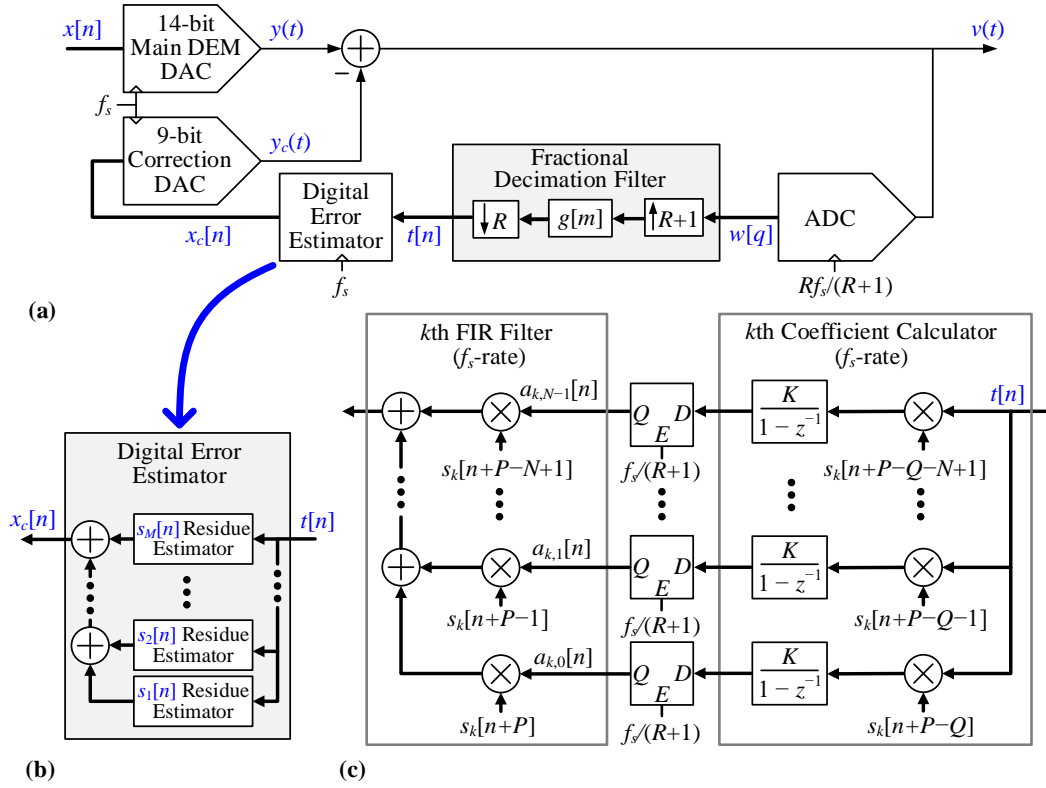 x[n]
14-bit
Main DEM
DAC
y(t)
+
−
v(t)
f_s
9-bit
Correction
DAC
y_c(t)
x_c[n]
Digital
Error
Estimator
f_s
t[n]
Fractional
Decimation Filter
↓R
g[m]
↑R+1
w[q]
ADC
Rf_s/(R+1)
(a)
kth FIR Filter
(f_s-rate)
kth Coefficient Calculator
(f_s-rate)
+
×
a_{k,N−1}[n]
s_k[n+P−N+1]
Q D
E
f_s/(R+1)
K
1 − z^{−1}
×
t[n]
s_k[n+P−Q−N+1]
+
×
a_{k,1}[n]
s_k[n+P−1]
Q D
E
f_s/(R+1)
K
1 − z^{−1}
×
s_k[n+P−Q−1]
×
a_{k,0}[n]
s_k[n+P]
Q D
E
f_s/(R+1)
K
1 − z^{−1}
×
s_k[n+P−Q]
Digital Error
Estimator
x_c[n]
+
s_M[n] Residue
Estimator
t[n]
+
s_2[n] Residue
Estimator
s_1[n] Residue
Estimator
(b)
(c)